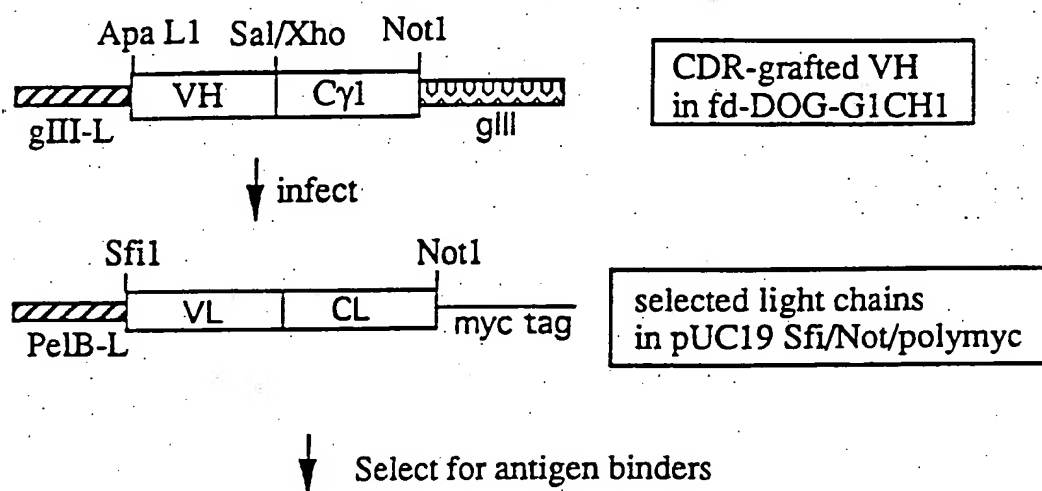 Apa L1 Sal/Xho Not1
VH Cγ1
gIII-L gIII
CDR-grafted VH
in fd-DOG-G1CH1
infect
Sfi1 Not1
VL CL
PelB-L myc tag
selected light chains
in pUC19 Sfi/Not/polymyc
Select for antigen binders